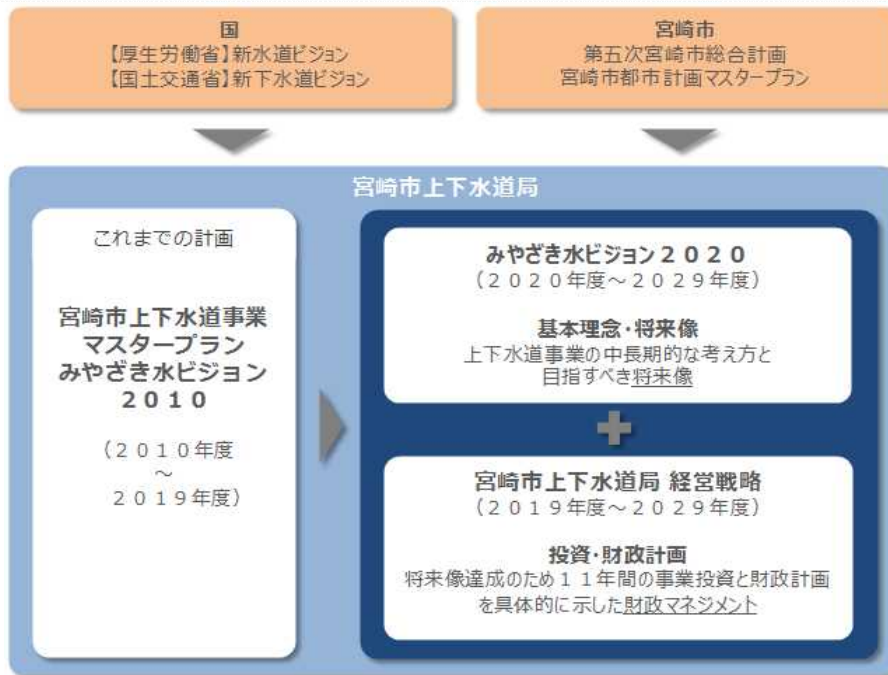 国
【厚生労働省】新水道ビジョン
【国土交通省】新下水道ビジョン
宮崎市
第五次宮崎市総合計画
宮崎市都市計画マスタープラン
宮崎市上下水道局
これまでの計画
宮崎市上下水道事業
マスタープラン
みやざき水ビジョン
２０１０
（２０１０年度
～
２０１９年度）
みやざき水ビジョン２０２０
（２０２０年度～２０２９年度）
基本理念・将来像
上下水道事業の中長期的な考え方と
目指すべき将来像
宮崎市上下水道局 経営戦略
（２０１９年度～２０２９年度）
投資・財政計画
将来像達成のため１１年間の事業投資と財政計画
を具体的に示した財政マネジメント